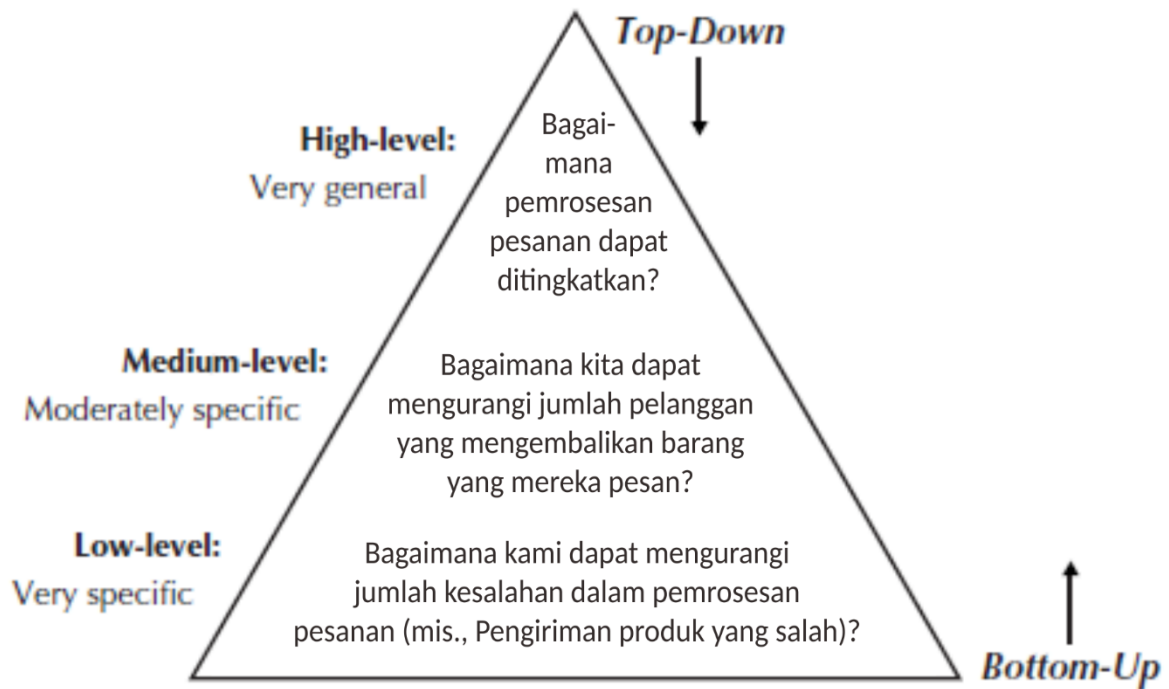 Top-Down
High-level:
Very general
Bagai-
mana
pemrosesan
pesanan dapat
ditingkatkan?
Medium-level:
Moderately specific
Bagaimana kita dapat
mengurangi jumlah pelanggan
yang mengembalikan barang
yang mereka pesan?
Low-level:
Very specific
Bagaimana kami dapat mengurangi
jumlah kesalahan dalam pemrosesan
pesanan (mis., Pengiriman produk yang salah)?
Bottom-Up